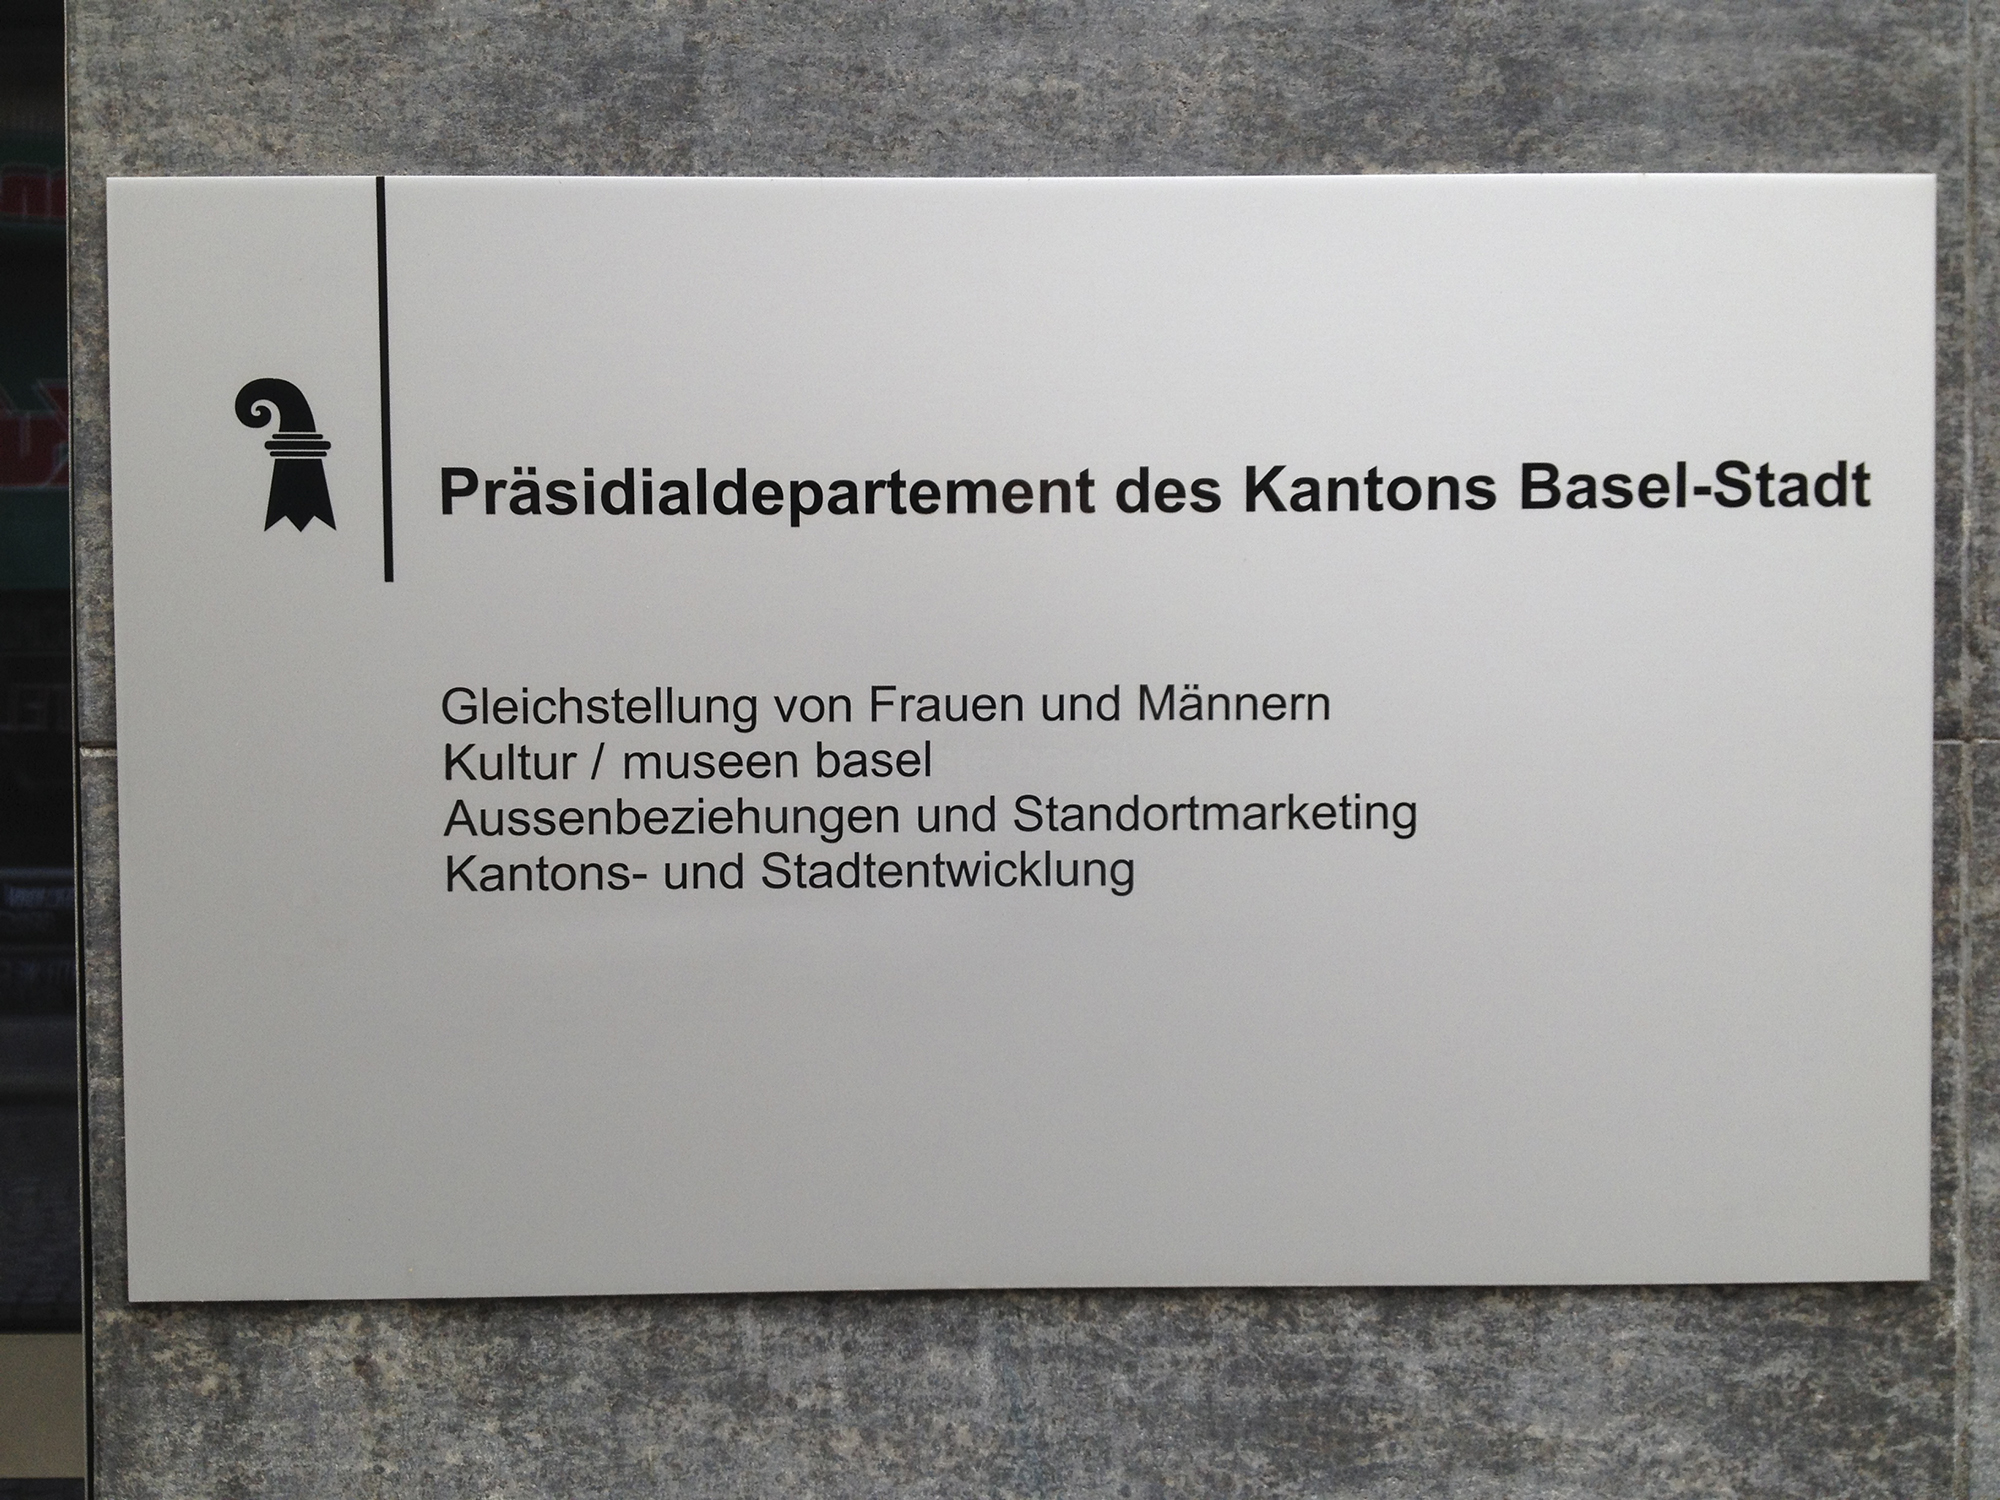 Präsidialdepartement des Kantons Basel-Stadt
Gleichstellung von Frauen und Männern
Kultur / museen basel
Aussenbeziehungen und Standortmarketing
Kantons- und Stadtentwicklung